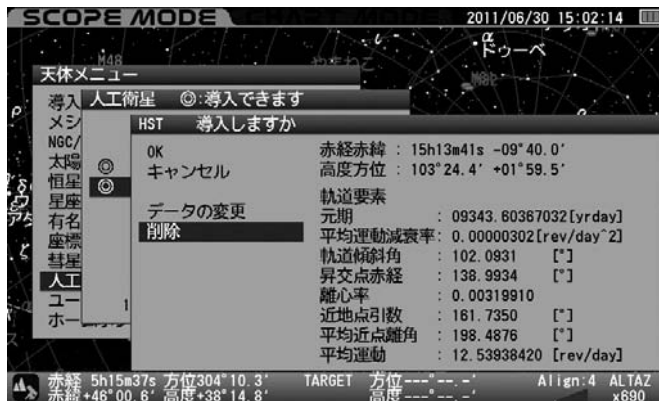 SCOPE MODE
2011/06/30 15:02:14
α
ドゥーベ
M48
天体メニュー
導入 人工衛星 ◎:導入できます
メシ
HST 導入しますか
NGC/
太陽 ◎
恒星 ◎
星座
有名
座標
彗星
人工
ユー 1
ホー
OK
キャンセル
データの変更
削除
赤経赤緯 : 15h13m41s -09°40.0′
高度方位 : 103°24.4′ +01°59.5′
軌道要素
元期 : 09343.60367032[yrday]
平均運動減衰率: 0.00000302[rev/day^2]
軌道傾斜角 : 102.0931 [°]
昇交点赤経 : 138.9934 [°]
離心率 : 0.00319910
近地点引数 : 161.7350 [°]
平均近点離角 : 198.4876 [°]
平均運動 : 12.53938420 [rev/day]
赤経 5h15m37s 方位304°10.3′ TARGET 方位---°--.-′ Align:4 ALTAZ
赤緯+46°00.6′ 高度+38°14.8′ 高度---°--.-′ x690